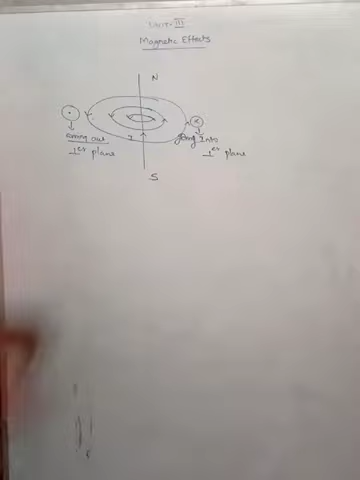 Unit-III
Magnetic Effects
N
coming out
⊥er plane
going Into
⊥er plane
I
S